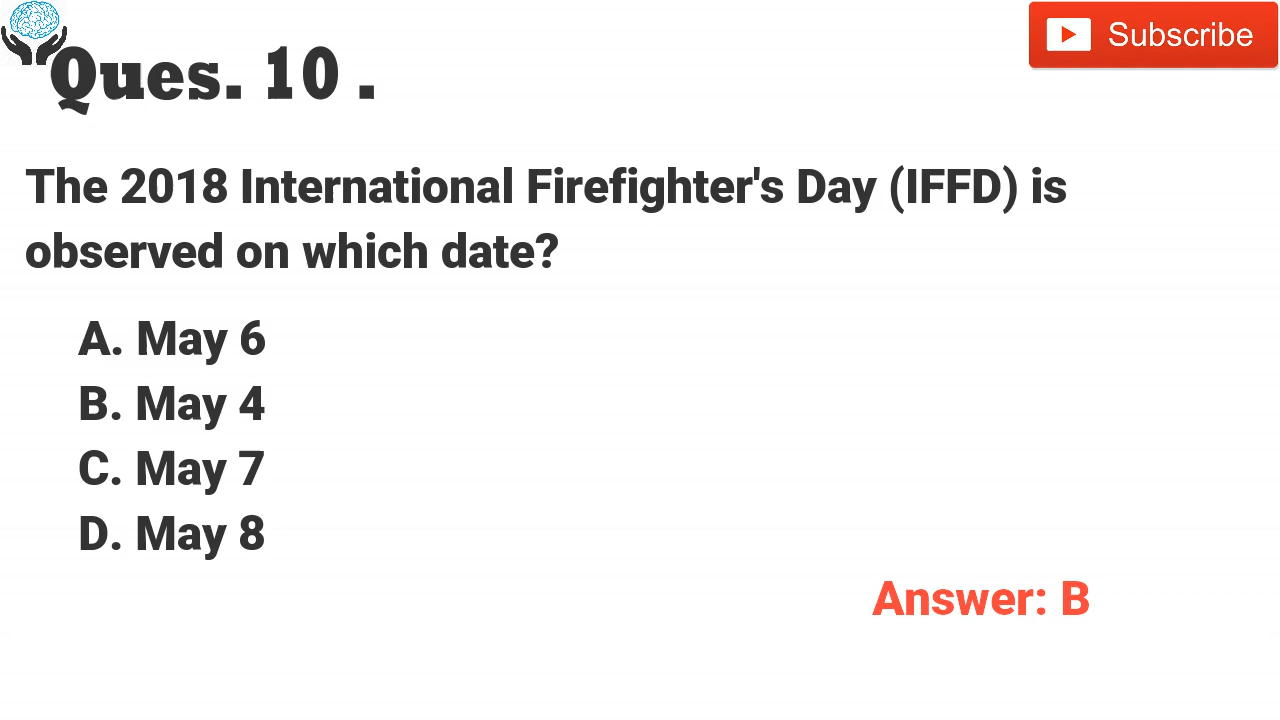 Ques. 10 .
Subscribe
The 2018 International Firefighter's Day (IFFD) is
observed on which date?
A. May 6
B. May 4
C. May 7
D. May 8
Answer: B